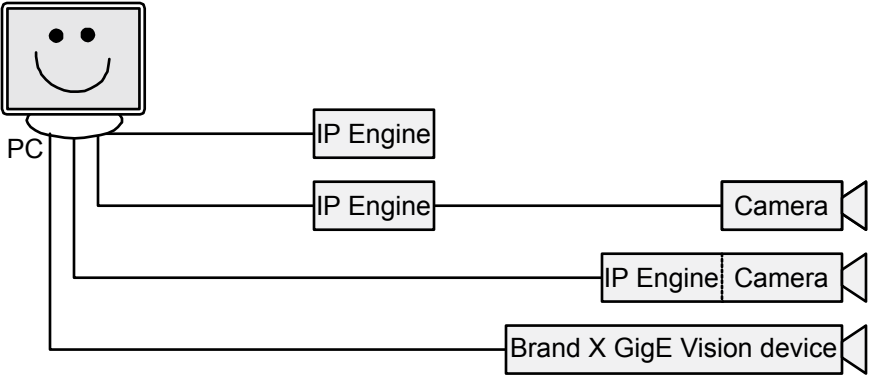 PC
IP Engine
IP Engine
Camera
IP Engine
Camera
Brand X GigE Vision device